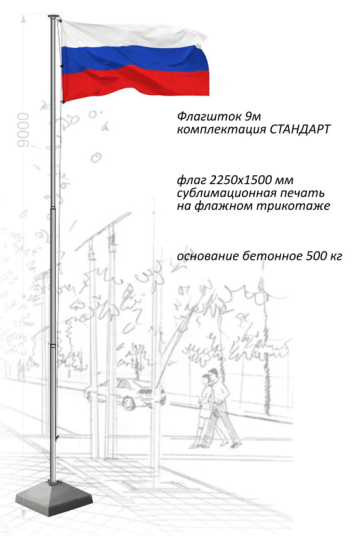 9000
Флагшток 9м
комплектация СТАНДАРТ
флаг 2250х1500 мм
сублимационная печать
на флажном трикотаже
основание бетонное 500 кг